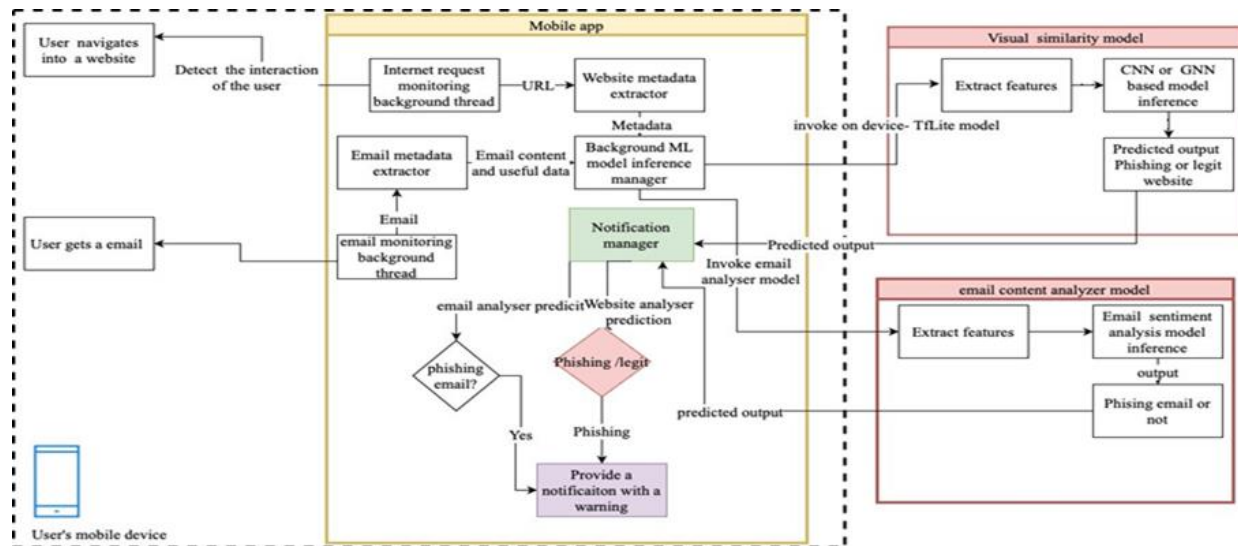 Mobile app
User navigates
into a website
Detect the interaction
of the user
Internet request
monitoring
background thread
URL
Website metadata
extractor
Metadata
Email metadata
extractor
Email content
and useful data
Background ML
model inference
manager
invoke on device- TfLite model
Visual similarity model
Extract features
CNN or GNN
based model
inference
Predicted output
Phishing or legit
website
Email
User gets a email
email monitoring
background
thread
Notification
manager
Predicted output
Invoke email
analyser model
email analyser predicit
Website analyser
prediction
email content analyzer model
Extract features
Email sentiment
analysis model
inference
output
Phising email or
not
predicted output
phishing
email?
Phishing /legit
Yes
Phishing
Provide a
notificaiton with a
warning
User's mobile device